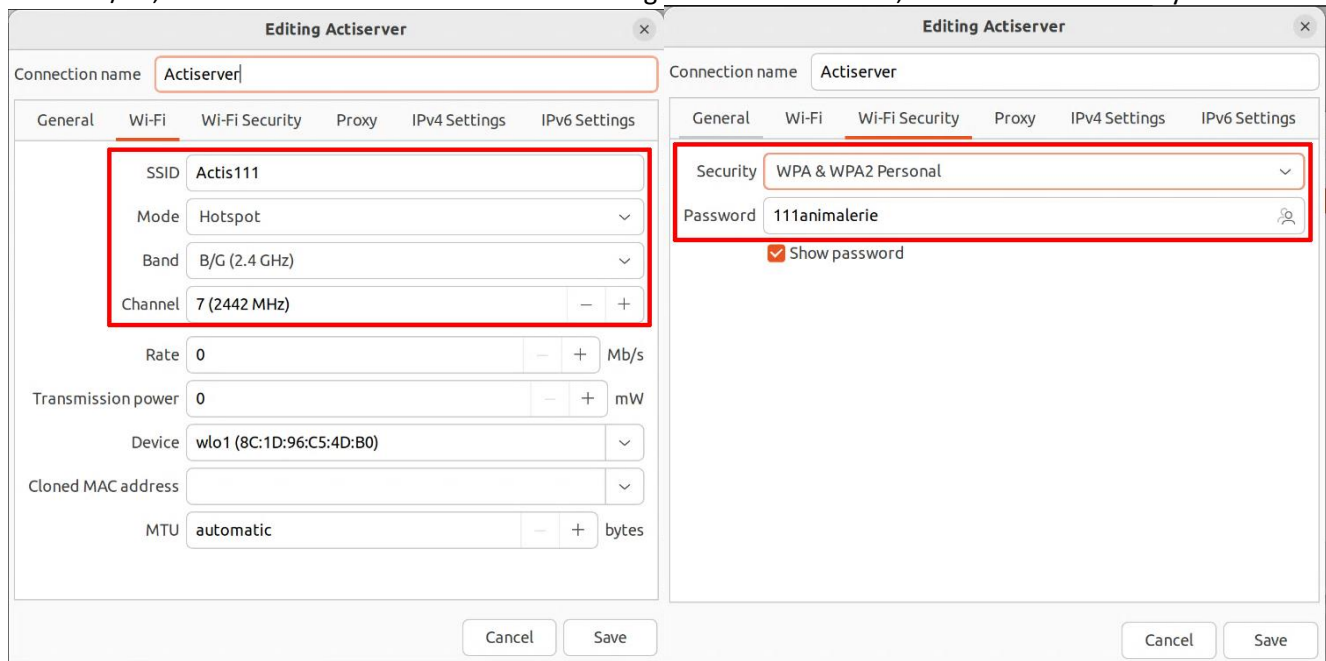 Editing Actiserver
Connection name Actiserver
General Wi-Fi Wi-Fi Security Proxy IPv4 Settings IPv6 Settings
SSID Actis111
Mode Hotspot
Band B/G (2.4 GHz)
Channel 7 (2442 MHz) − +
Rate 0 − + Mb/s
Transmission power 0 − + mW
Device wlo1 (8C:1D:96:C5:4D:B0)
Cloned MAC address
MTU automatic − + bytes
Cancel Save
Editing Actiserver
Connection name Actiserver
General Wi-Fi Wi-Fi Security Proxy IPv4 Settings IPv6 Settings
Security WPA & WPA2 Personal
Password 111animalerie
Show password
Cancel Save